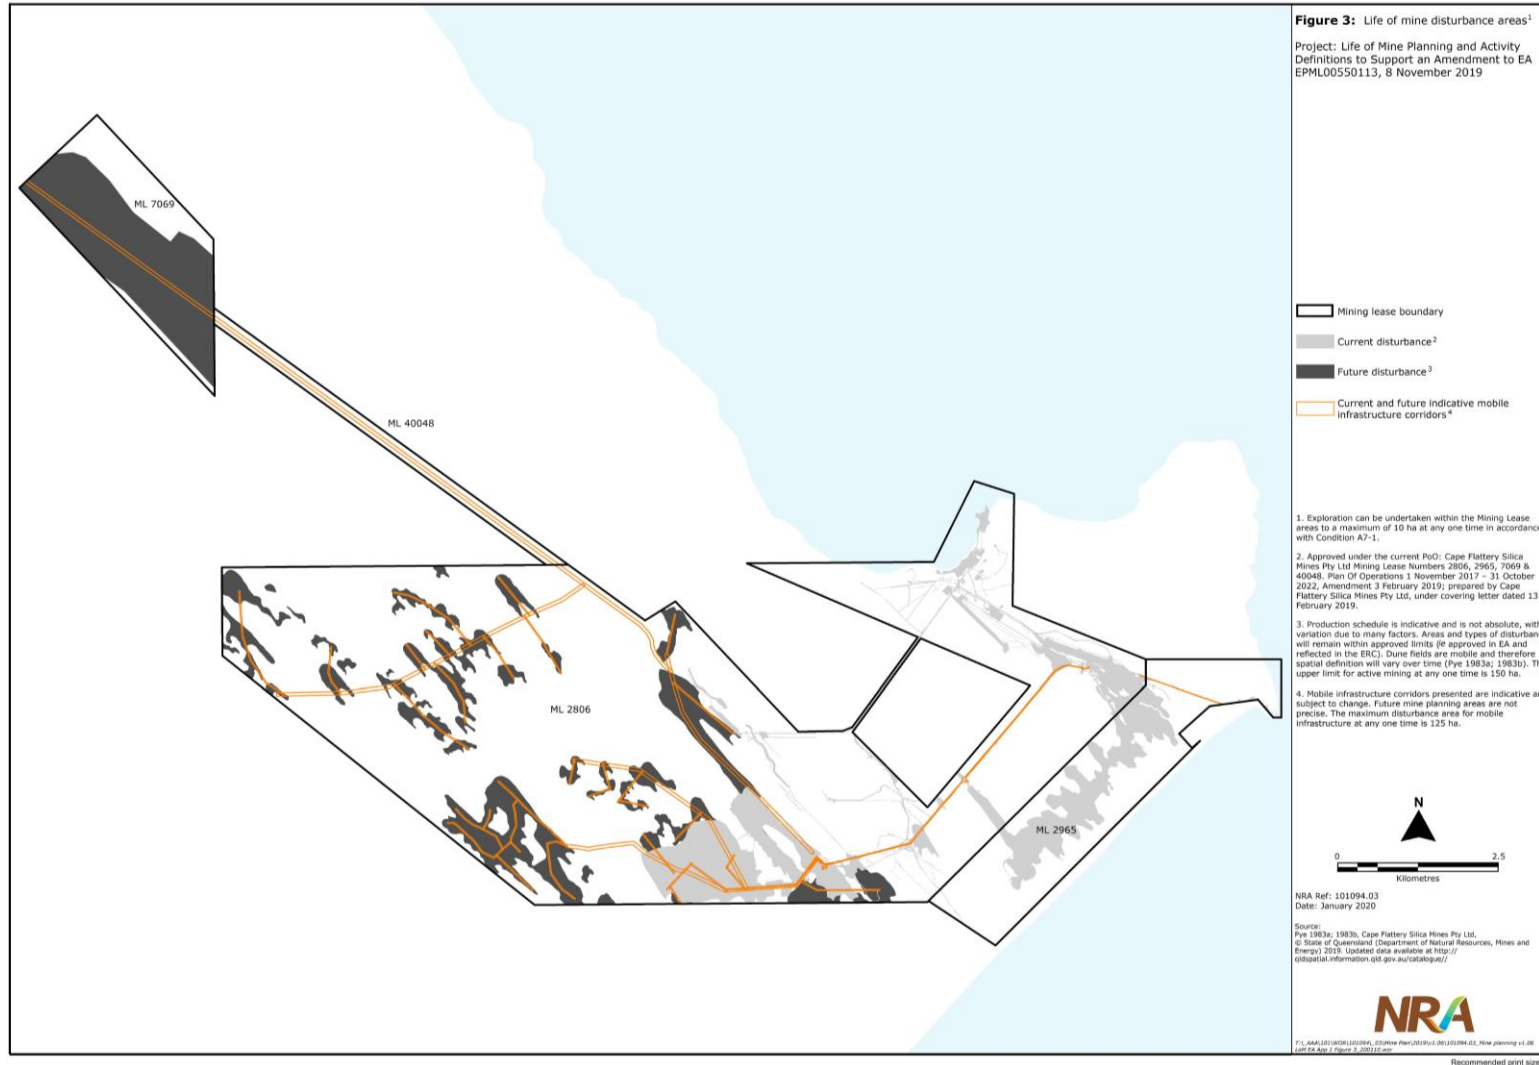 Figure 3: Life of mine disturbance areas1
Project: Life of Mine Planning and Activity
Definitions to Support an Amendment to EA
EPML00550113, 8 November 2019
ML 7069
ML 40048
ML 2806
ML 2965
Mining lease boundary
Current disturbance2
Future disturbance3
Current and future indicative mobile
infrastructure corridors4
1. Exploration can be undertaken within the Mining Lease
areas to a maximum of 10 ha at any one time in accordance
with Condition A7-1.
2. Approved under the current PoO: Cape Flattery Silica
Mines Pty Ltd Mining Lease Numbers 2806, 2965, 7069 &
40048. Plan Of Operations 1 November 2017 – 31 October
2022, Amendment 3 February 2019; prepared by Cape
Flattery Silica Mines Pty Ltd, under covering letter dated 13
February 2019.
3. Production schedule is indicative and is not absolute, with
variation due to many factors. Areas and types of disturban
will remain within approved limits (ie approved in EA and
reflected in the ERC). Dune fields are mobile and therefore
spatial definition will vary over time (Pye 1983a; 1983b). Th
upper limit for active mining at any one time is 150 ha.
4. Mobile infrastructure corridors presented are indicative an
subject to change. Future mine planning areas are not
precise. The maximum disturbance area for mobile
infrastructure at any one time is 125 ha.
N
0 2.5
Kilometres
NRA Ref: 101094.03
Date: January 2020
Source:
Pye 1983a; 1983b, Cape Flattery Silica Mines Pty Ltd,
© State of Queensland (Department of Natural Resources, Mines and
Energy) 2019. Updated data available at http://
qldspatial.information.qld.gov.au/catalogue//
NRA
Recommended print size